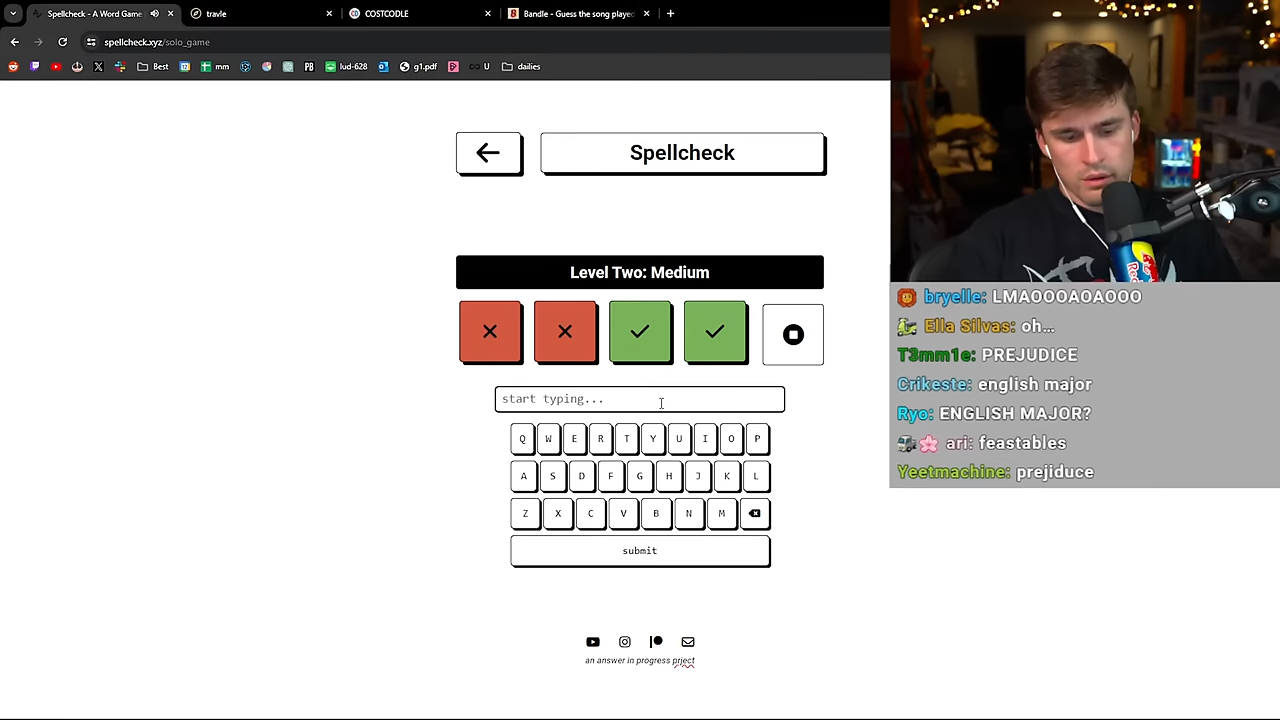 Spellcheck - A Word Game
travle
COSTCODLE
Bandle - Guess the song playe
spellcheck.xyz/solo_game
Best
mm
lud-628
g1.pdf
U
dailies
Spellcheck
Level Two: Medium
start typing...
Q W E R T Y U I O P
A S D F G H J K L
Z X C V B N M
submit
an answer in progress prject
bryelle: LMAOOOAOAOOO
Ella Silvas: oh...
T3mm1e: PREJUDICE
Crikeste: english major
Ryo: ENGLISH MAJOR?
ari: feastables
Yeetmachine: prejiduce